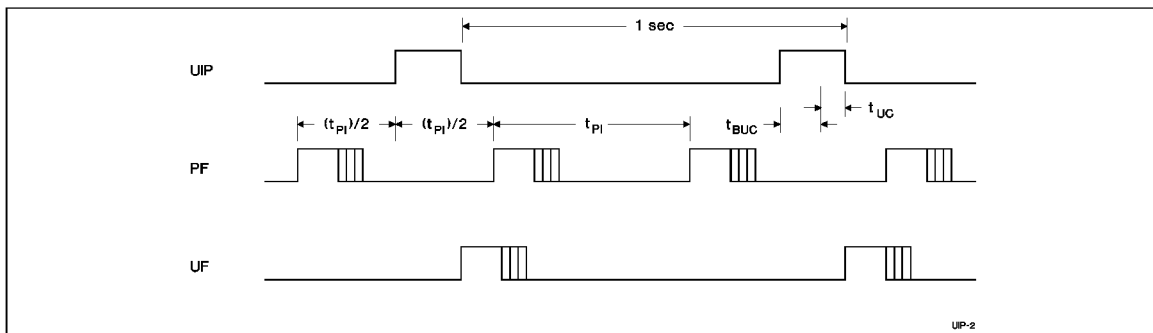 1 sec
UIP
(tPI)/2
(tPI)/2
tPI
tBUC
tUC
PF
UF
UIP-2